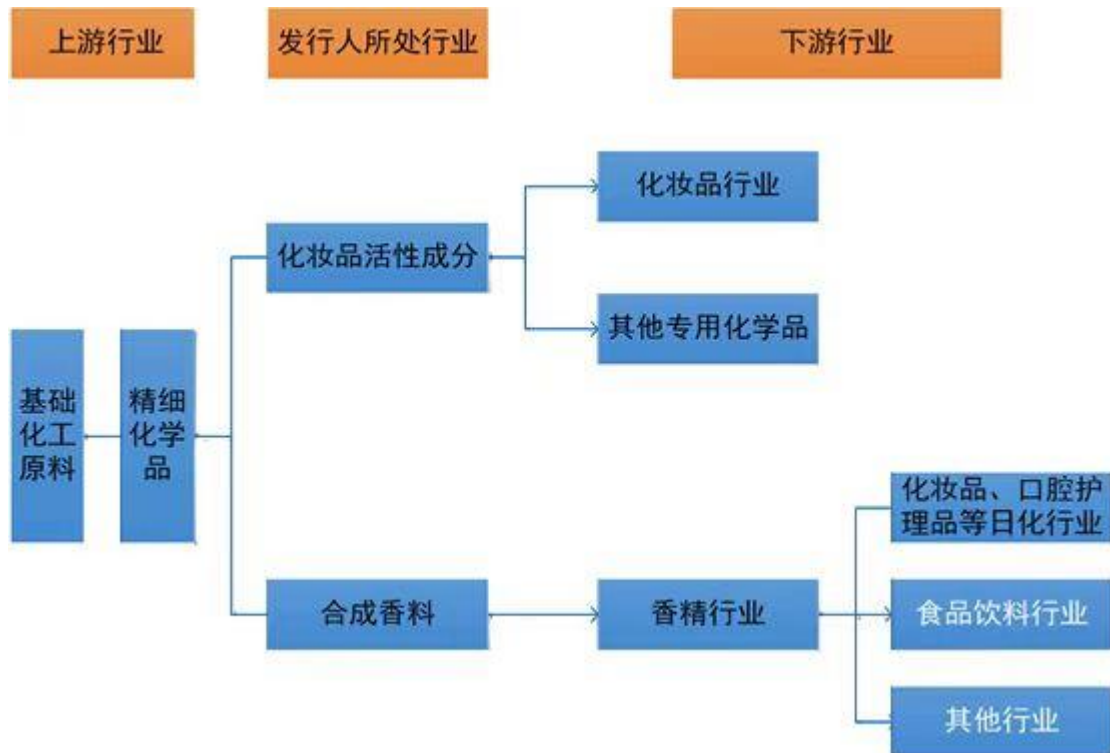 上游行业
发行人所处行业
下游行业
化妆品行业
化妆品活性成分
其他专用化学品
基础
化工
原料
精细
化学
品
化妆品、口腔护
理品等日化行业
合成香料
香精行业
食品饮料行业
其他行业